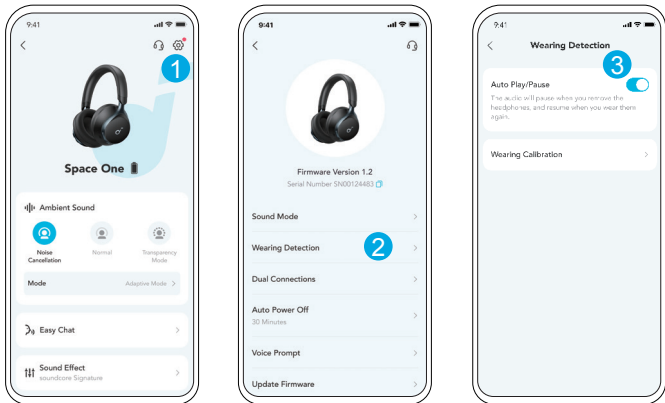 9:41
1
Space One
Ambient Sound
Noise
Cancellation
Normal
Transparency
Mode
Mode
Adaptive Mode
Easy Chat
Sound Effect
soundcore Signature
9:41
Firmware Version 1.2
Serial Number SN00124483
Sound Mode
Wearing Detection
2
Dual Connections
Auto Power Off
30 Minutes
Voice Prompt
Update Firmware
9:41
Wearing Detection
3
Auto Play/Pause
The audio will pause when you remove the
headphones, and resume when you wear them
again.
Wearing Calibration